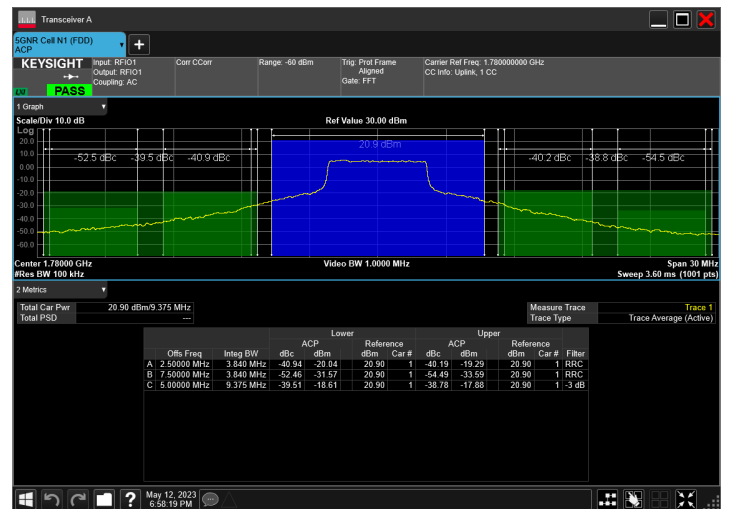 Transceiver A
5GNR Cell N1 (FDD)
ACP
KEYSIGHT Input: RFIO1 Corr CCorr Range: -60 dBm Trig: Prot Frame Carrier Ref Freq: 1.780000000 GHz
Output: RFIO1 Aligned CC Info: Uplink, 1 CC
Coupling: AC Gate: FFT
LXI PASS
1 Graph
Scale/Div 10.0 dB Ref Value 30.00 dBm
Log
20.0 20.9 dBm
10.0 -52.5 dBc -39.5 dBc -40.9 dBc -40.2 dBc -38.8 dBc -54.5 dBc
0.00
-10.0
-20.0
-30.0
-40.0
-50.0
-60.0
Center 1.78000 GHz Video BW 1.0000 MHz Span 30 MHz
#Res BW 100 kHz Sweep 3.60 ms (1001 pts)
2 Metrics
Total Car Pwr 20.90 dBm/9.375 MHz Measure Trace Trace 1
Total PSD --- Trace Type Trace Average (Active)
Lower Upper
ACP Reference ACP Reference
Offs Freq Integ BW dBc dBm dBm Car # dBc dBm dBm Car # Filter
A 2.50000 MHz 3.840 MHz -40.94 -20.04 20.90 1 -40.19 -19.29 20.90 1 RRC
B 7.50000 MHz 3.840 MHz -52.46 -31.57 20.90 1 -54.49 -33.59 20.90 1 RRC
C 5.00000 MHz 9.375 MHz -39.51 -18.61 20.90 1 -38.78 -17.88 20.90 1 -3 dB
? May 12, 2023
6:58:19 PM